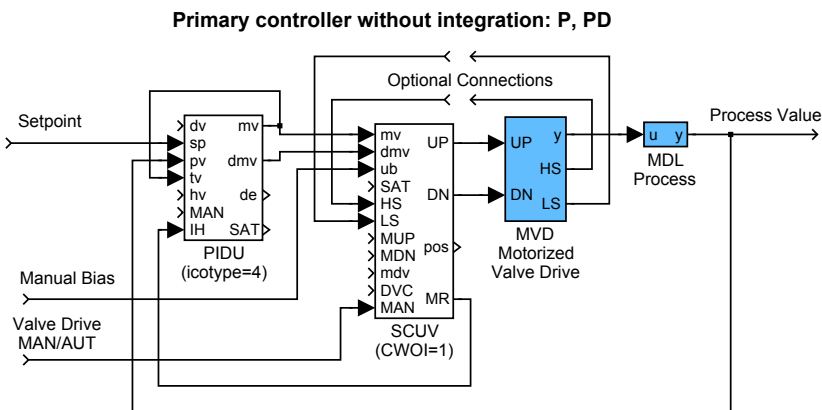 Primary controller without integration: P, PD
Optional Connections
Setpoint
Process Value
dv mv
sp
pv dmv
tv
hv de
MAN
IH SAT
PIDU
(icotype=4)
mv
dmv UP
ub
SAT
HS DN
LS
MUP
MDN pos
mdv
DVC
MAN MR
SCUV
(CWOI=1)
UP y
HS
DN LS
MVD
Motorized
Valve Drive
u y
MDL
Process
Manual Bias
Valve Drive
MAN/AUT